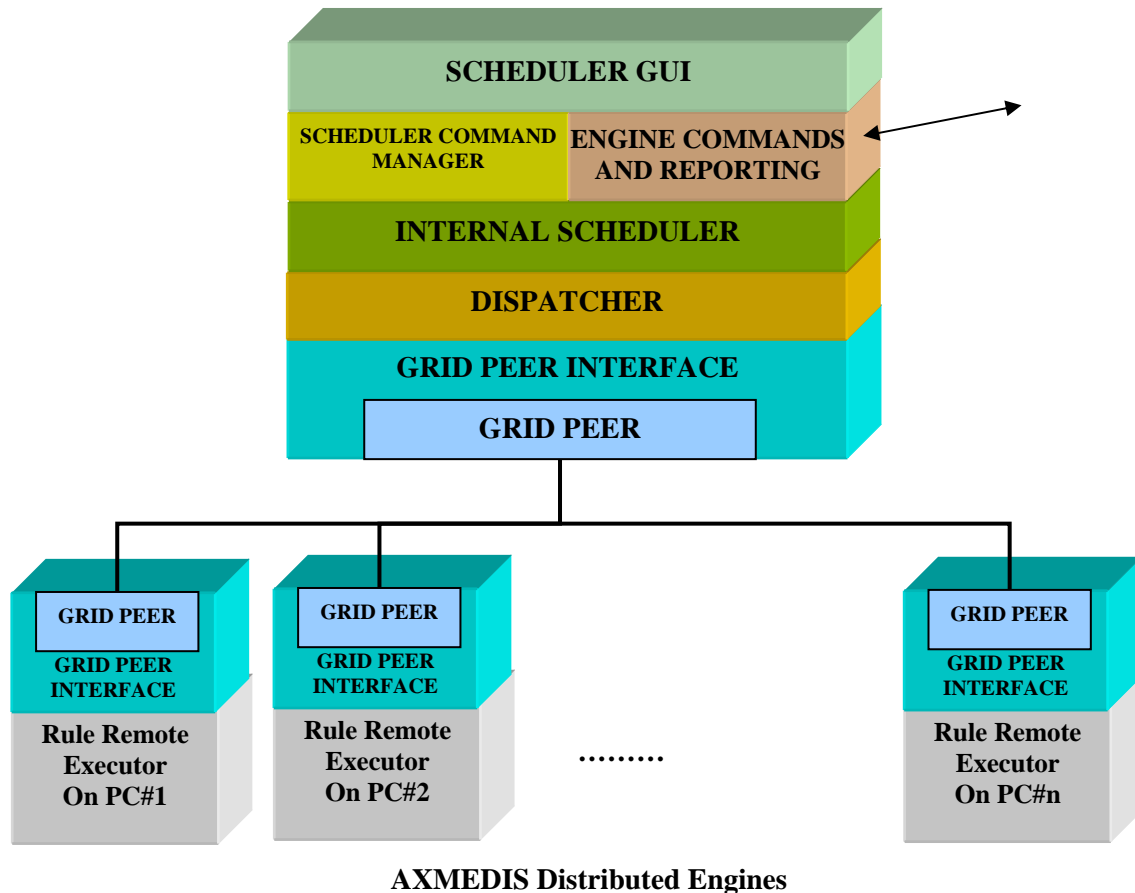 SCHEDULER GUI
SCHEDULER COMMAND
MANAGER
ENGINE COMMANDS
AND REPORTING
INTERNAL SCHEDULER
DISPATCHER
GRID PEER INTERFACE
GRID PEER
GRID PEER
GRID PEER
INTERFACE
Rule Remote
Executor
On PC#1
GRID PEER
GRID PEER
INTERFACE
Rule Remote
Executor
On PC#2
.........
GRID PEER
GRID PEER
INTERFACE
Rule Remote
Executor
On PC#n
AXMEDIS Distributed Engines